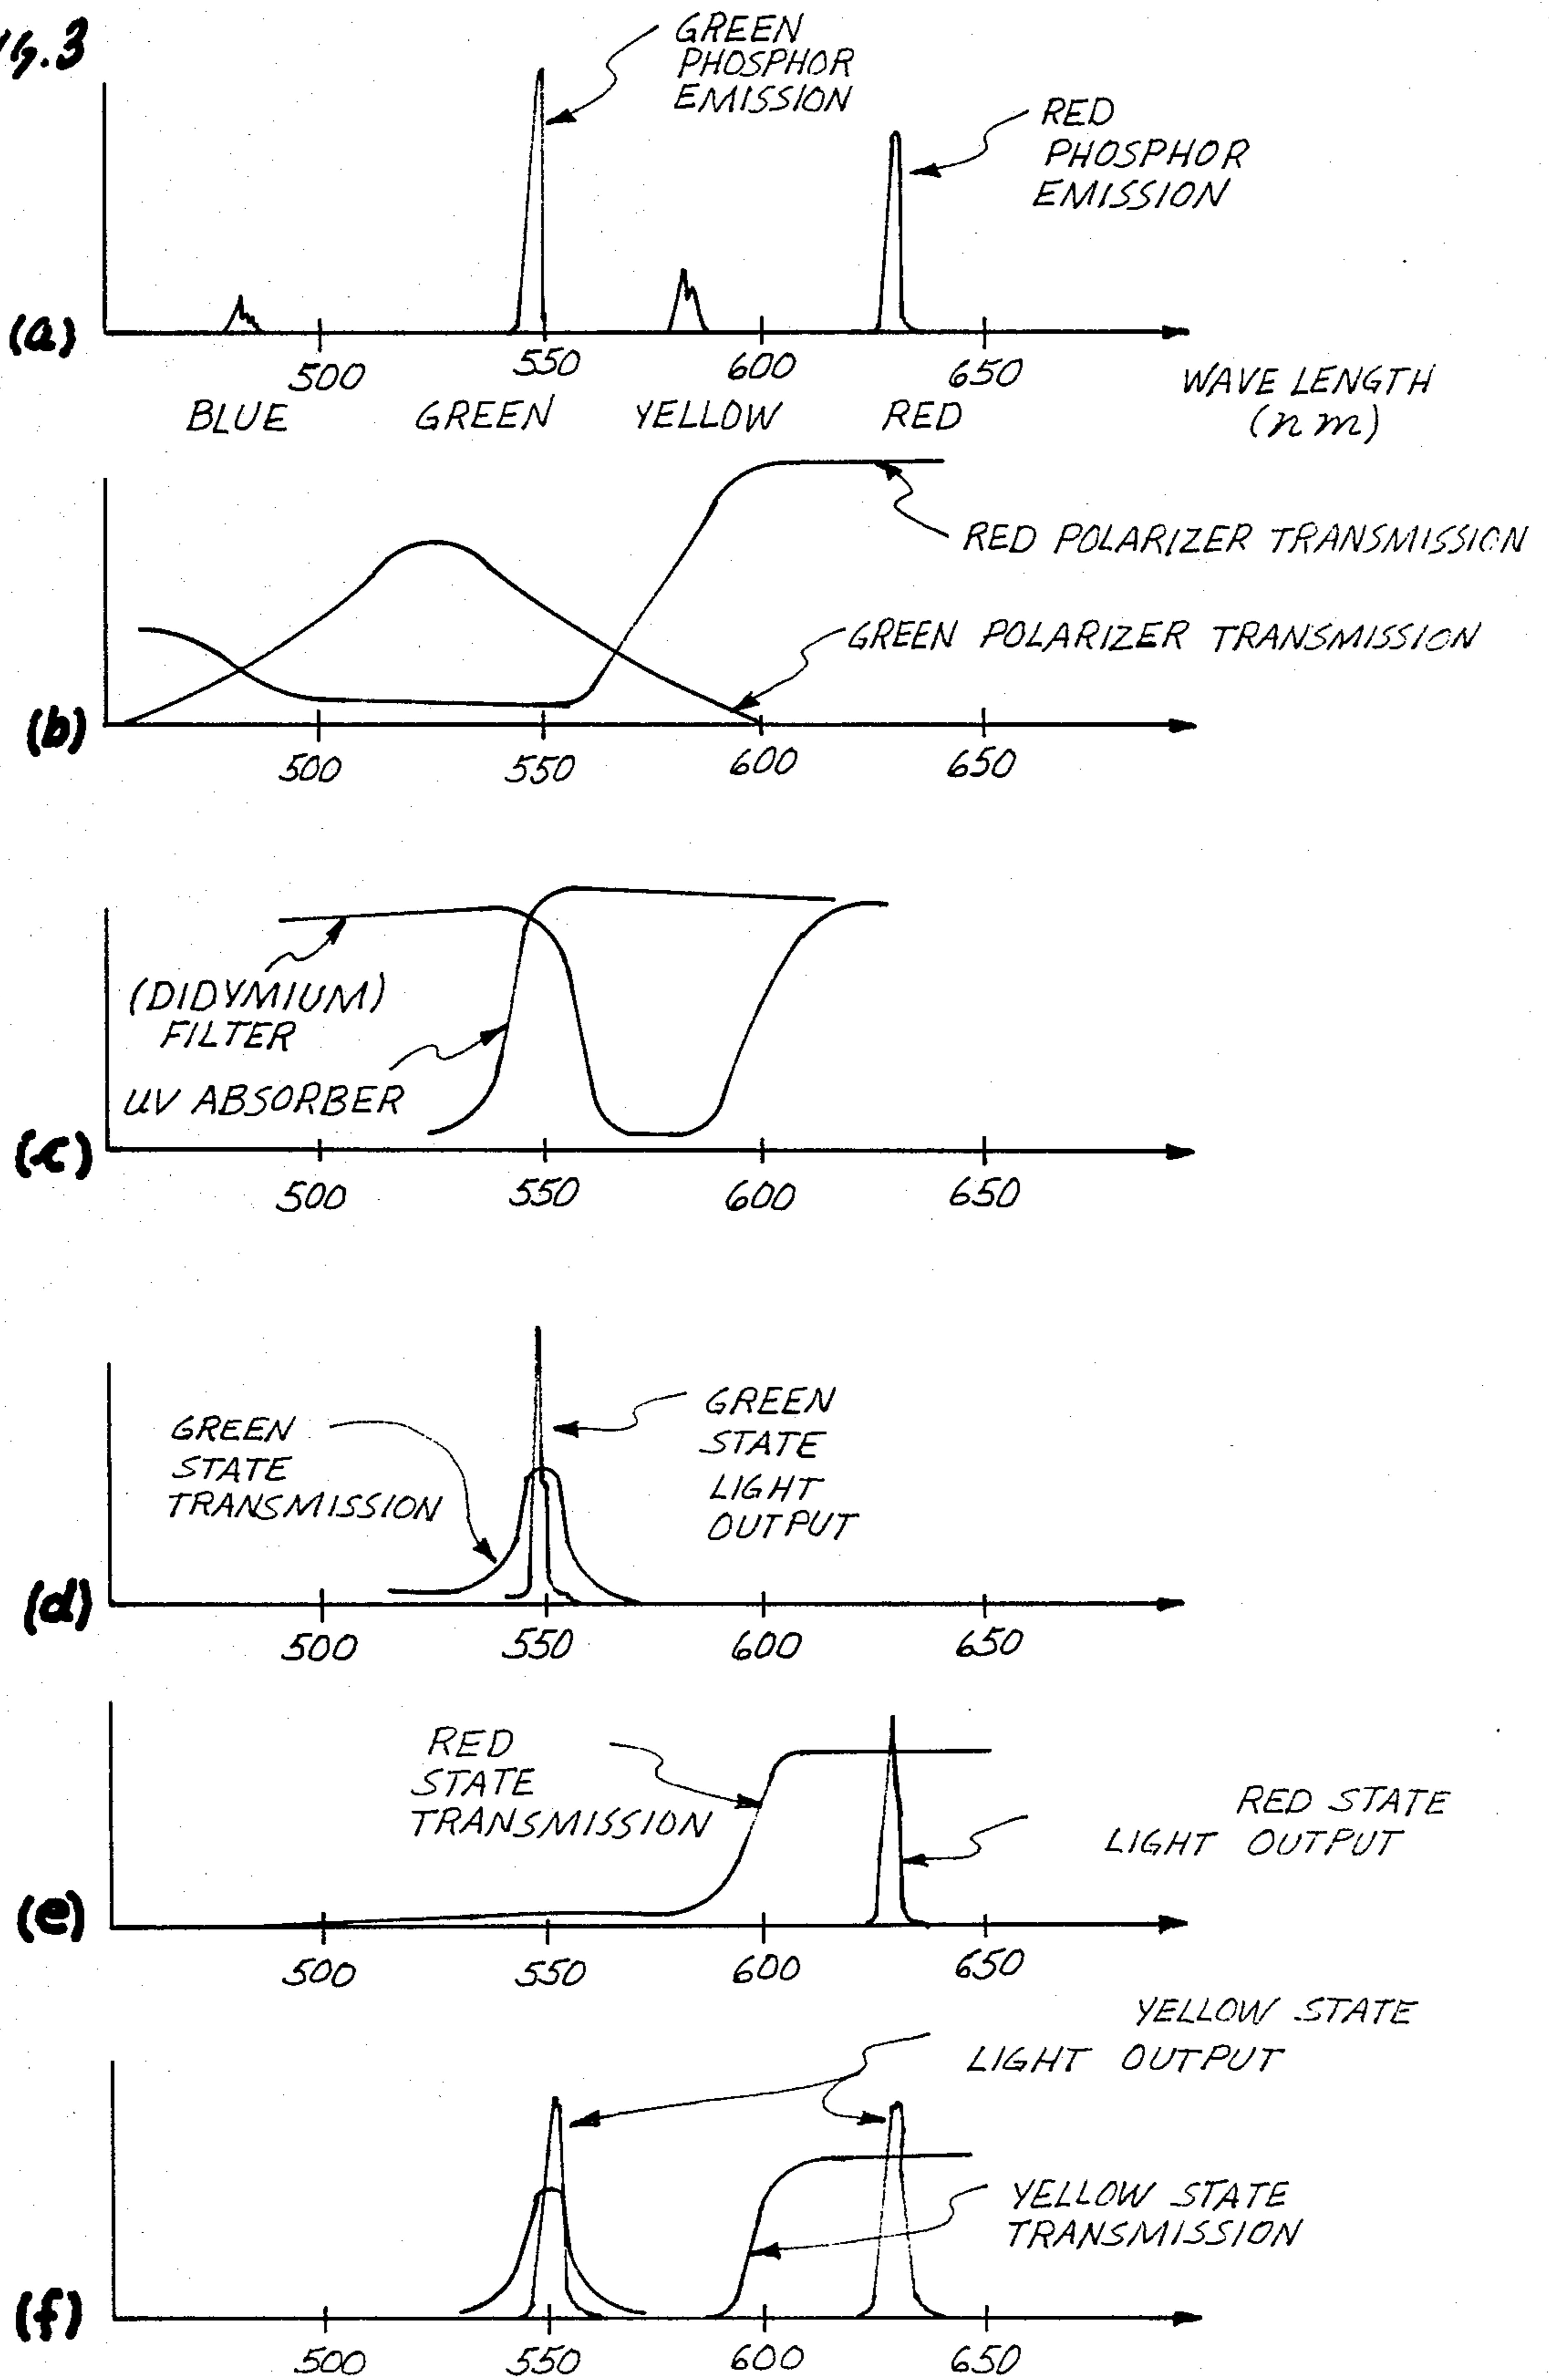 FIG.3
GREEN
PHOSPHOR
EMISSION
RED
PHOSPHOR
EMISSION
(a)
500 550 600 650 WAVE LENGTH
BLUE GREEN YELLOW RED (nm)
RED POLARIZER TRANSMISSION
GREEN POLARIZER TRANSMISSION
(b)
500 550 600 650
(DIDYMIUM)
FILTER
UV ABSORBER
(c)
500 550 600 650
GREEN
STATE
TRANSMISSION
GREEN
STATE
LIGHT
OUTPUT
(d)
500 550 600 650
RED
STATE
TRANSMISSION
RED STATE
LIGHT OUTPUT
(e)
500 550 600 650
YELLOW STATE
LIGHT OUTPUT
YELLOW STATE
TRANSMISSION
(f)
500 550 600 650